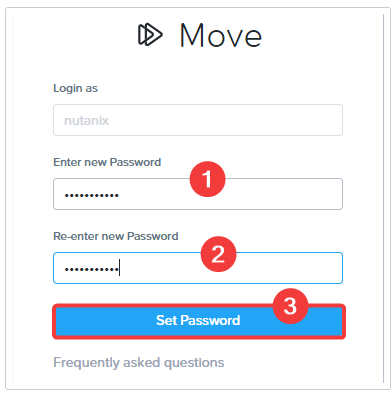 Move
Login as
nutanix
Enter new Password
1
•••••••••••
Re-enter new Password
2
•••••••••••
3
Set Password
Frequently asked questions